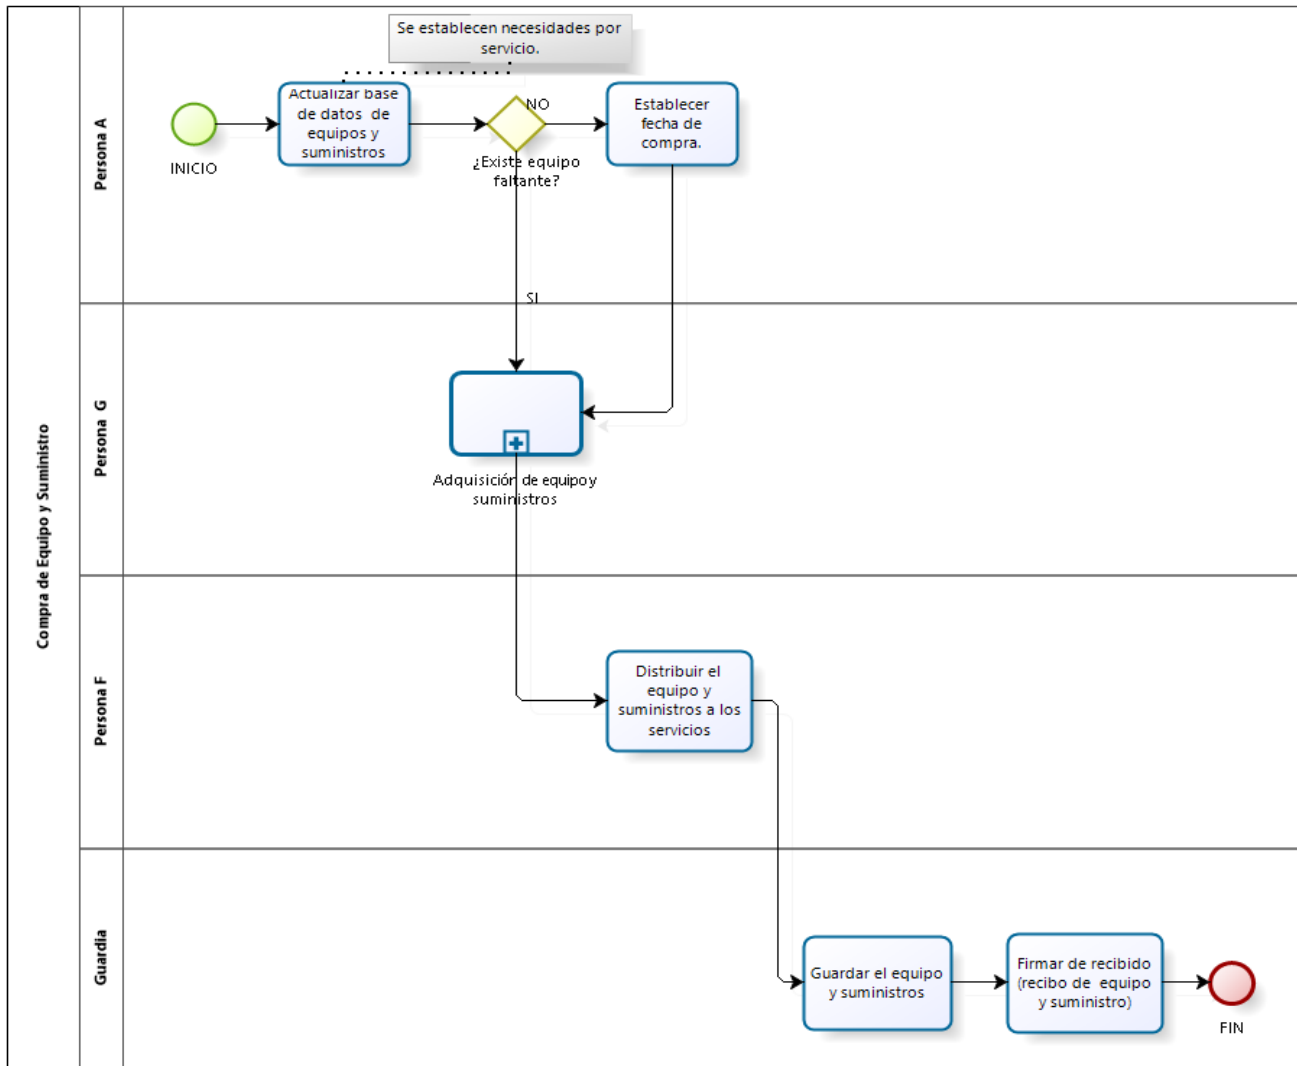 Compra de Equipo y Suministro
Persona A
Se establecen necesidades por
servicio.
INICIO
Actualizar base
de datos de
equipos y
suministros
NO
¿Existe equipo
faltante?
Establecer
fecha de
compra.
SI
Persona G
Adquisición de equipo y
suministros
Persona F
Distribuir el
equipo y
suministros a los
servicios
Guardia
Guardar el equipo
y suministros
Firmar de recibido
(recibo de equipo
y suministro)
FIN